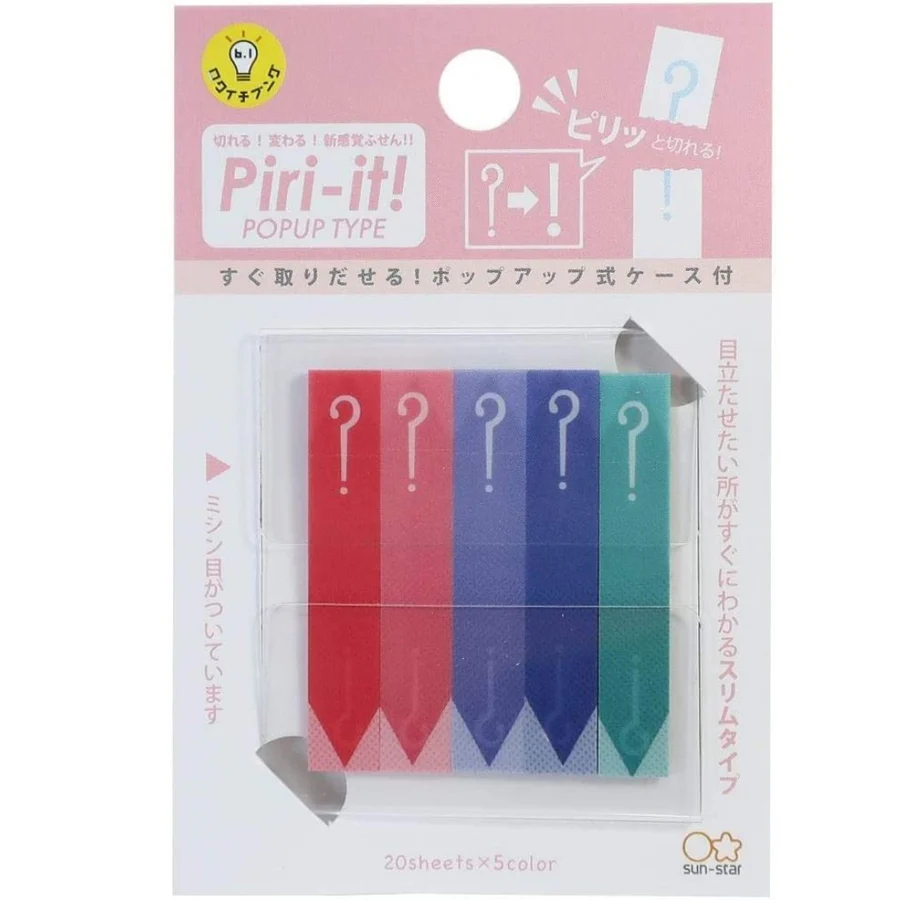 b.I
ワクイチブング
切れる！変わる！新感覚ふせん!!
Piri-it!
POPUP TYPE
?→!
ピリッと切れる!
?
!
すぐ取りだせる!ポップアップ式ケース付
目立たせたい所がすぐにわかるスリムタイプ
▶ミシン目がついています
? ? ? ? ?
20sheets×5color
sun-star